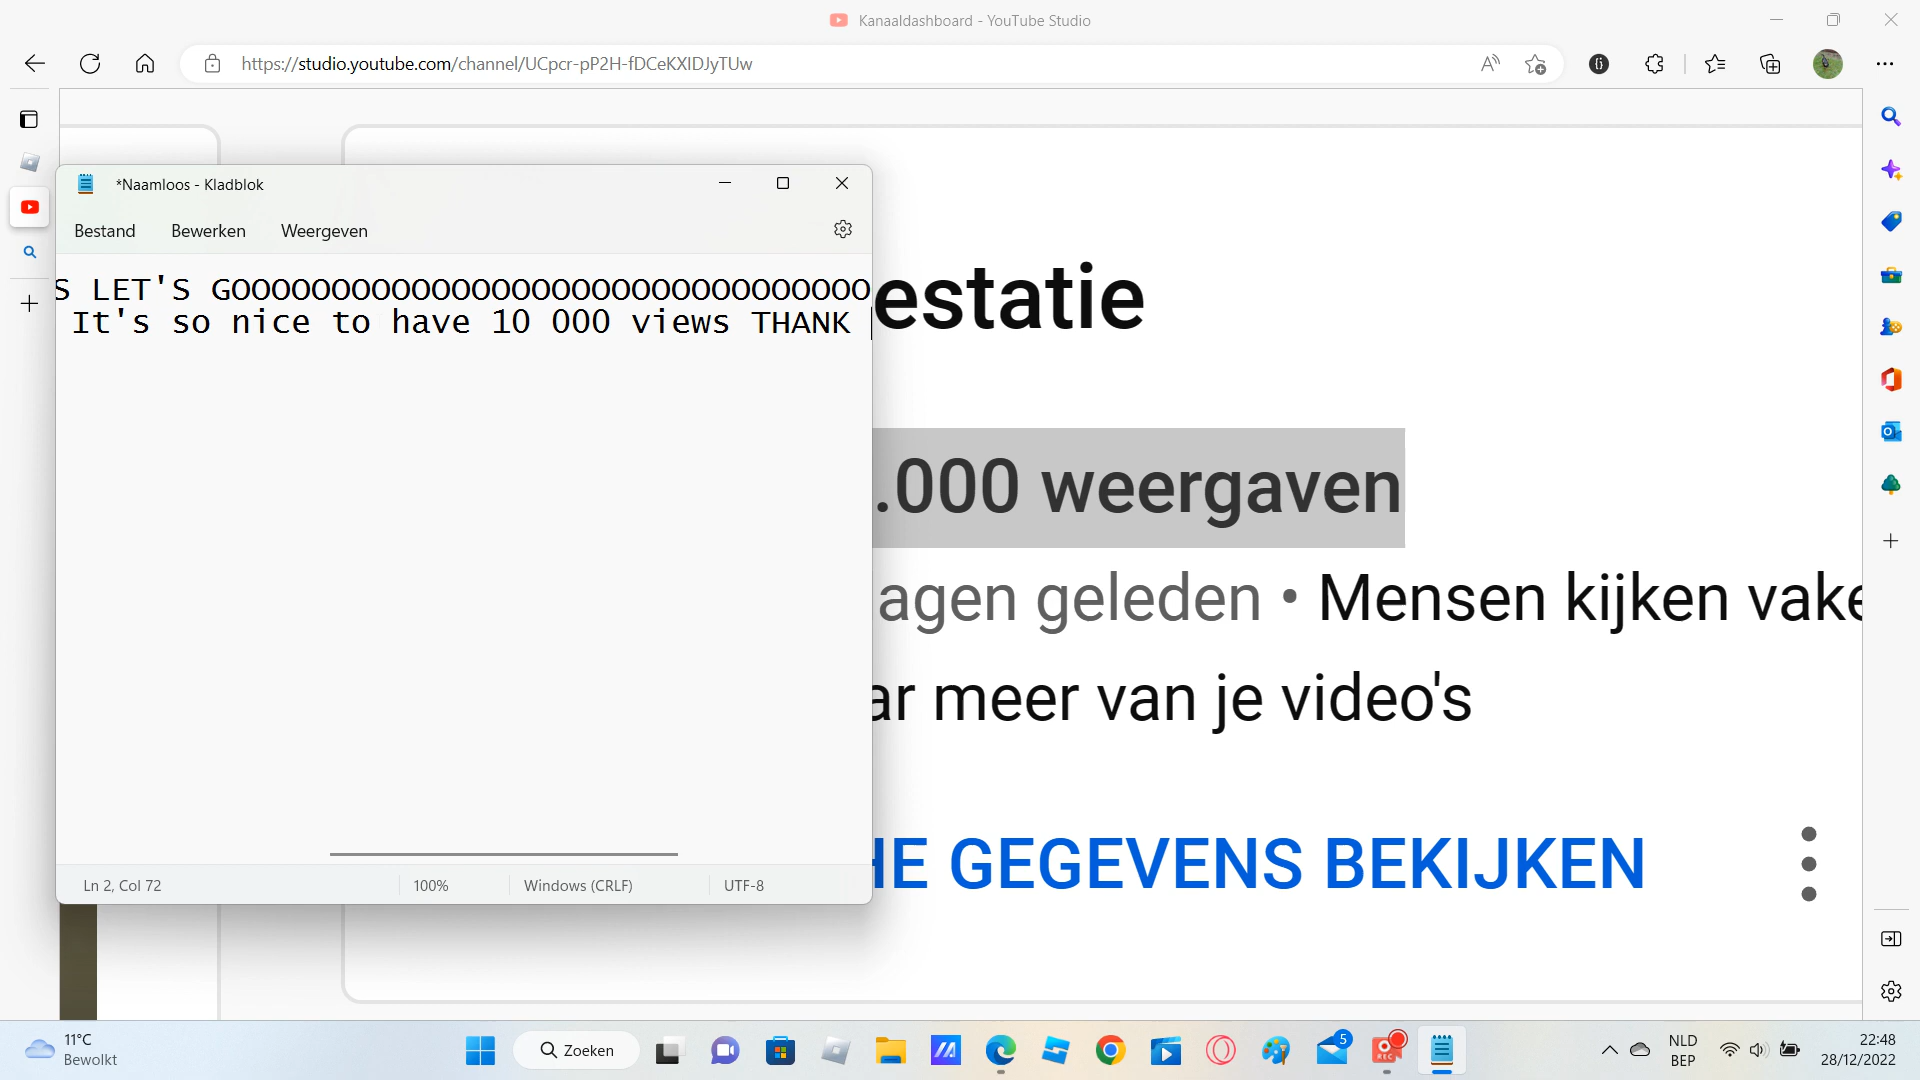 Kanaaldashboard - YouTube Studio
https://studio.youtube.com/channel/UCpcr-pP2H-fDCeKXIDJyTUw
*Naamloos - Kladblok
Bestand Bewerken Weergeven
S LET'S GOOOOOOOOOOOOOOOOOOOOOOOOOOOOOOOO
It's so nice to have 10 000 views THANK
estatie
.000 weergaven
agen geleden • Mensen kijken vake
ar meer van je video's
HE GEGEVENS BEKIJKEN
Ln 2, Col 72 100% Windows (CRLF) UTF-8
11°C
Bewolkt
Zoeken
5
REC
NLD
BEP
22:48
28/12/2022